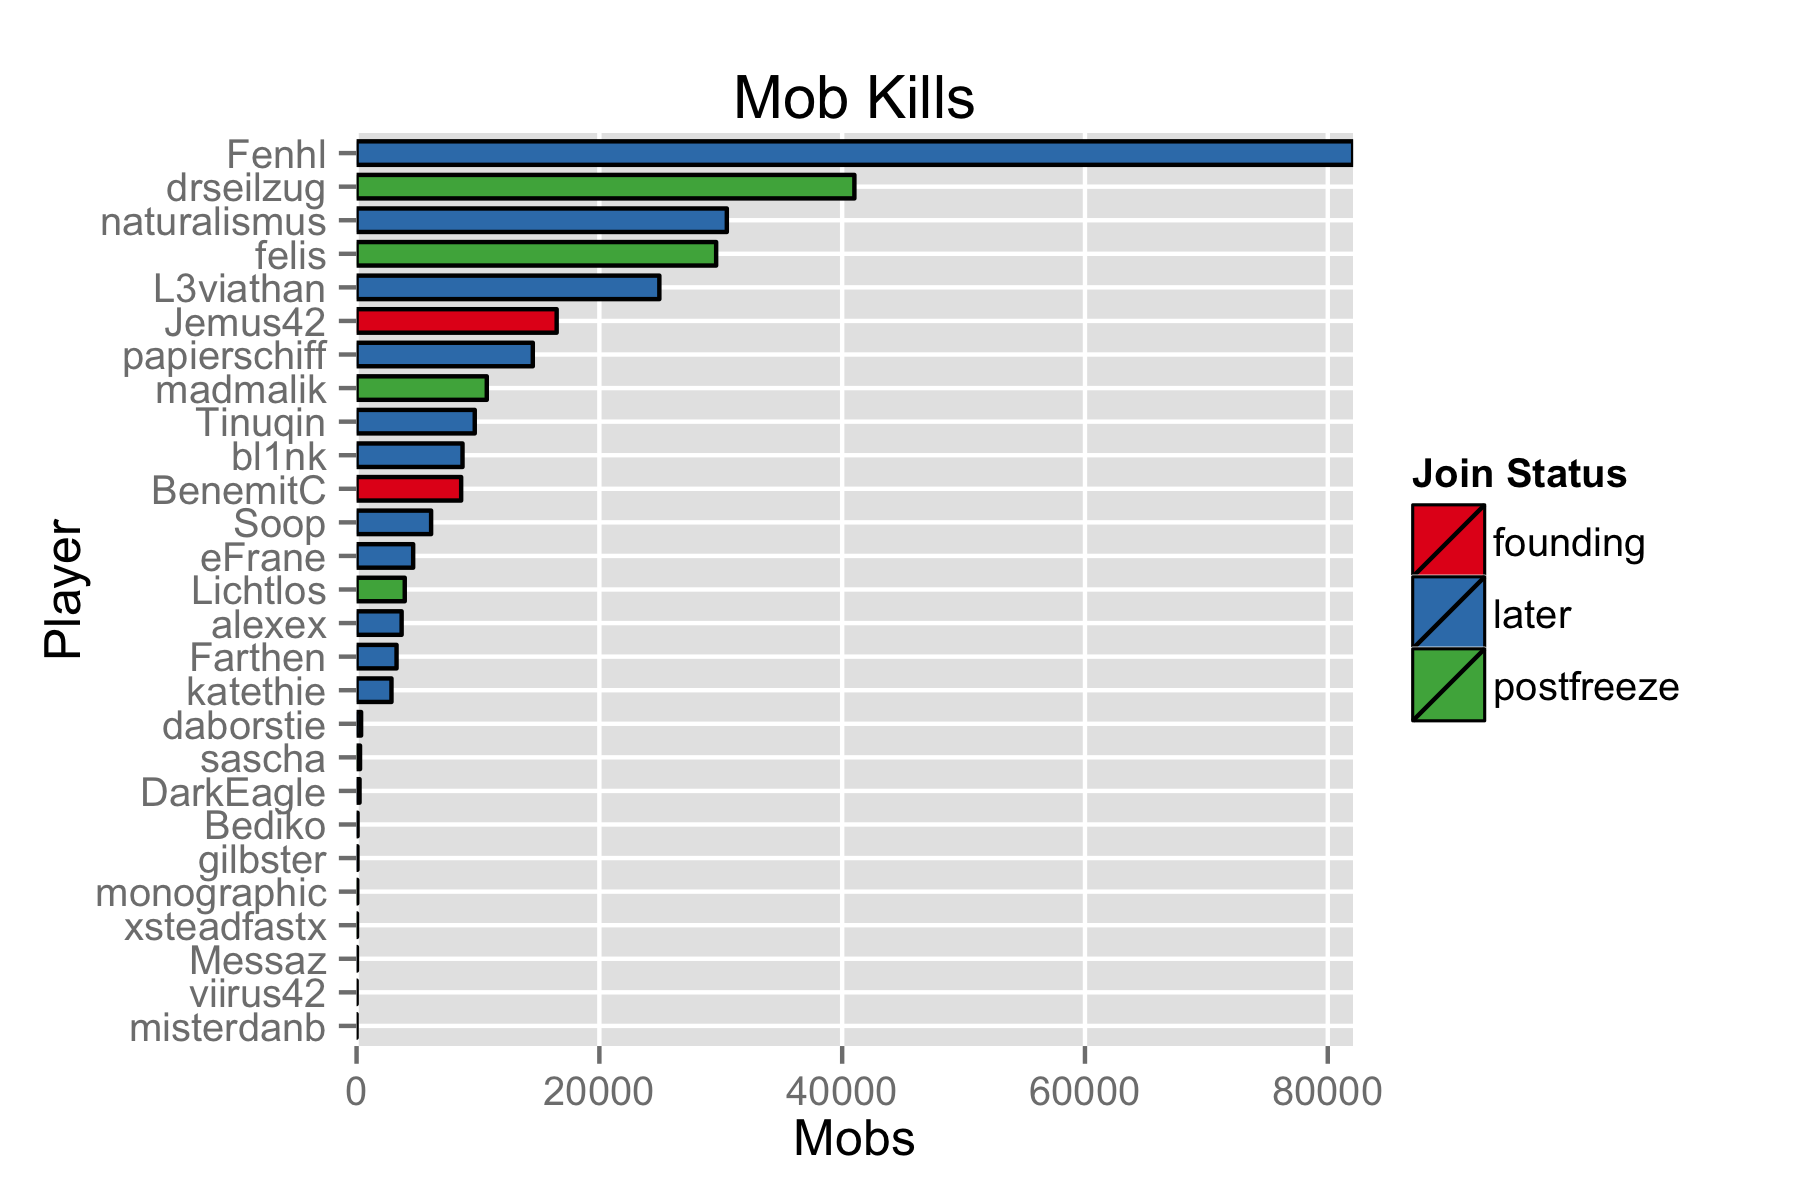 Mob Kills
Fenhl
drseilzug
naturalismus
felis
L3viathan
Jemus42
papierschiff
madmalik
Tinuqin
bl1nk
BenemitC
Soop
eFrane
Lichtlos
alexex
Farthen
katethie
daborstie
sascha
DarkEagle
Bediko
gilbster
monographic
xsteadfastx
Messaz
viirus42
misterdanb
Player
0 20000 40000 60000 80000
Mobs
Join Status
founding
later
postfreeze